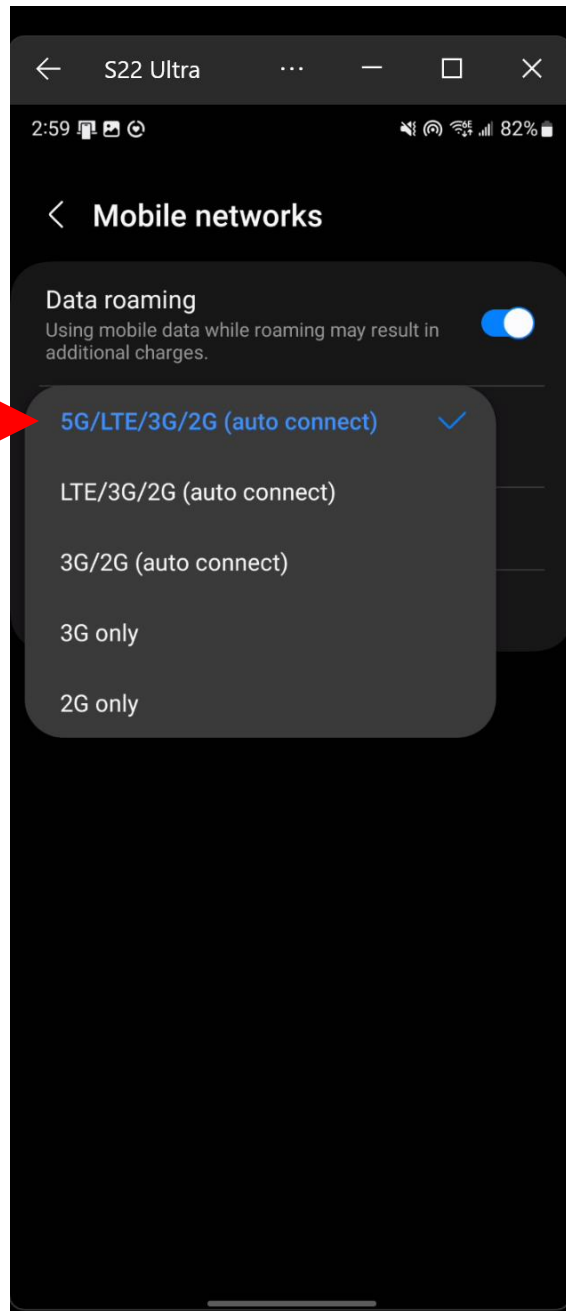 S22 Ultra
2:59 82%
Mobile networks
Data roaming
Using mobile data while roaming may result in
additional charges.
5G/LTE/3G/2G (auto connect)
LTE/3G/2G (auto connect)
3G/2G (auto connect)
3G only
2G only